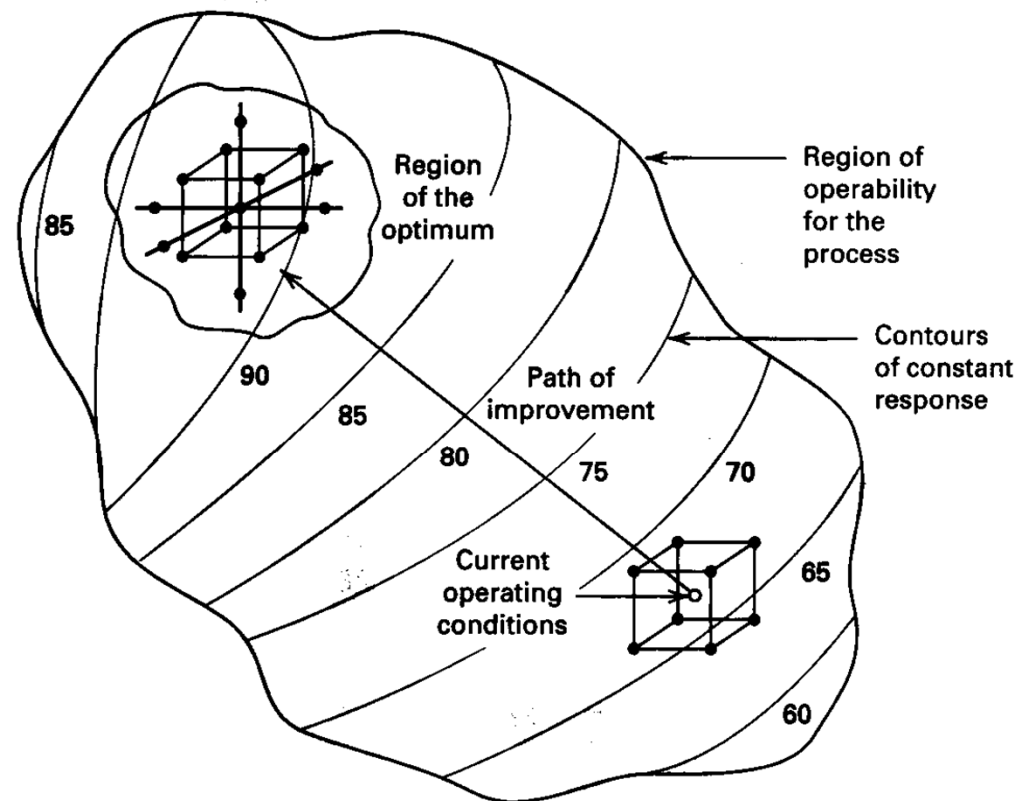 Region of
operability
for the
process
Region
of the
optimum
85
Contours
of constant
response
90
Path of
improvement
85
80
75
70
Current
operating
conditions
65
60